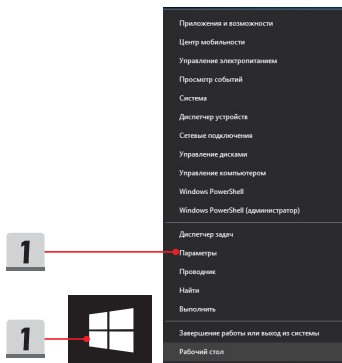 Приложения и возможности
Центр мобильности
Управление электропитанием
Просмотр событий
Система
Диспетчер устройств
Сетевые подключения
Управление дисками
Управление компьютером
Windows PowerShell
Windows PowerShell (администратор)
Диспетчер задач
1
Параметры
Проводник
Найти
Выполнить
1
Завершение работы или выход из системы
Рабочий стол